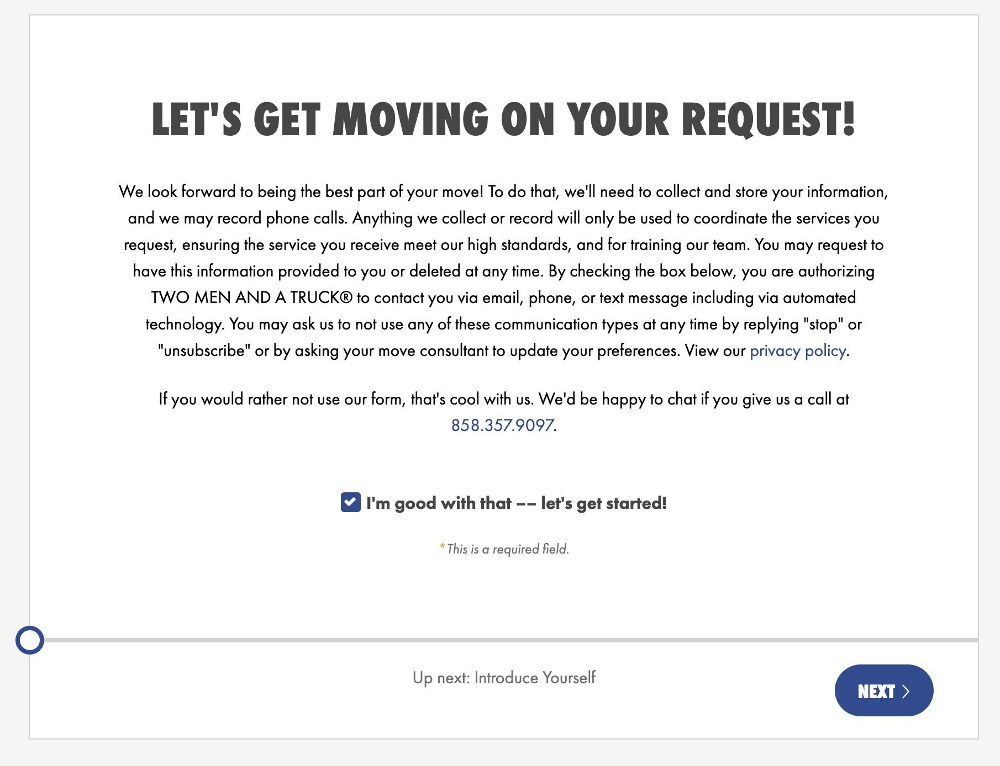 LET'S GET MOVING ON YOUR REQUEST!
We look forward to being the best part of your move! To do that, we'll need to collect and store your information,
and we may record phone calls. Anything we collect or record will only be used to coordinate the services you
request, ensuring the service you receive meet our high standards, and for training our team. You may request to
have this information provided to you or deleted at any time. By checking the box below, you are authorizing
TWO MEN AND A TRUCK® to contact you via email, phone, or text message including via automated
technology. You may ask us to not use any of these communication types at any time by replying "stop" or
"unsubscribe" or by asking your move consultant to update your preferences. View our privacy policy.
If you would rather not use our form, that's cool with us. We'd be happy to chat if you give us a call at
858.357.9097.
I'm good with that -- let's get started!
*This is a required field.
Up next: Introduce Yourself
NEXT >